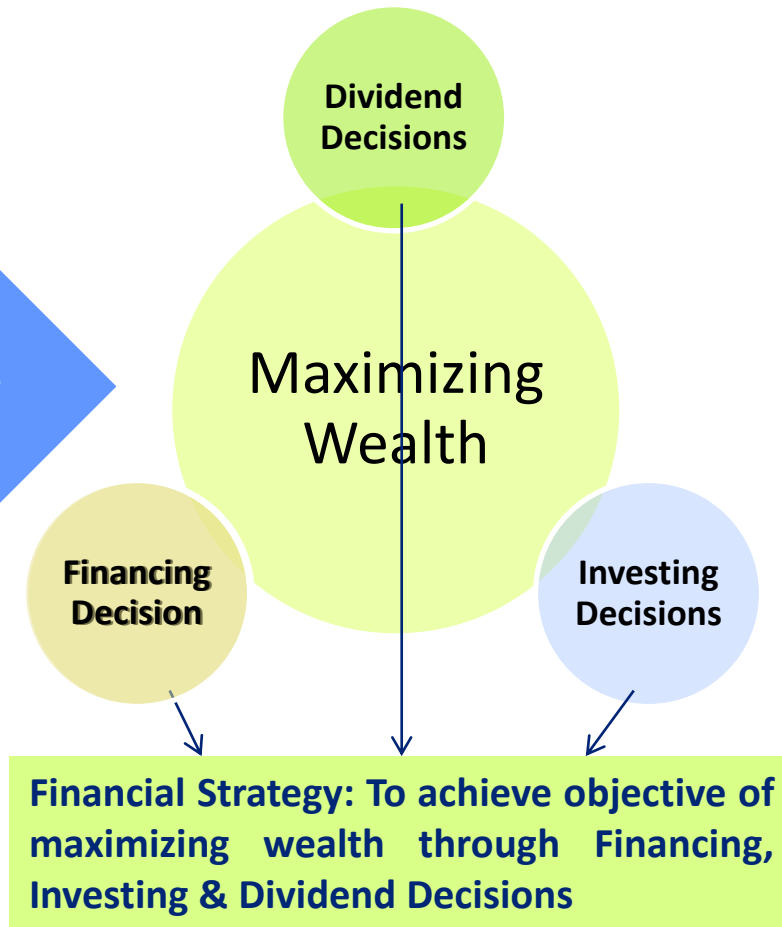 Dividend
Decisions
Maximizing
Wealth
Financing
Decision
Investing
Decisions
Financial Strategy: To achieve objective of
maximizing wealth through Financing,
Investing & Dividend Decisions